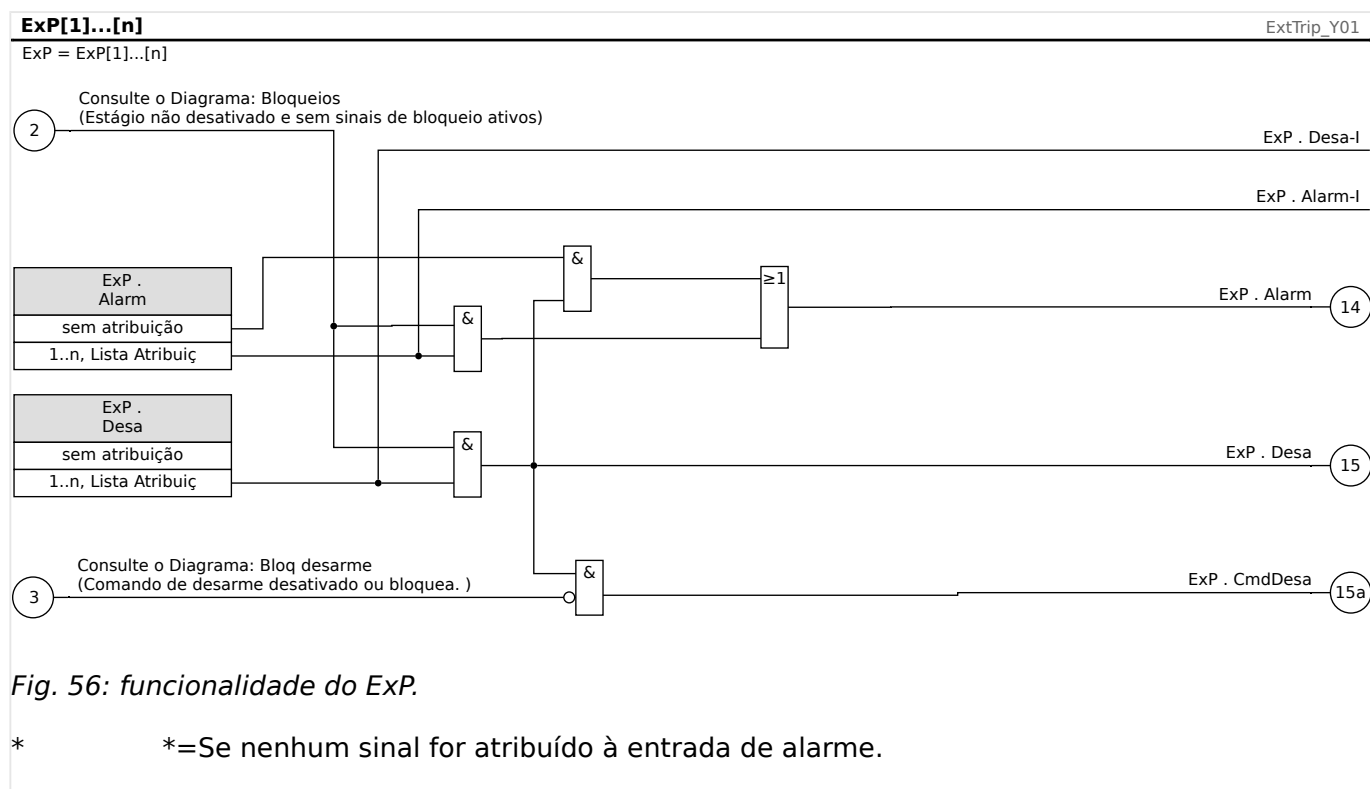 ExP[1]...[n]
ExtTrip_Y01
ExP = ExP[1]...[n]
Consulte o Diagrama: Bloqueios
(Estágio não desativado e sem sinais de bloqueio ativos)
2
ExP . Desa-I
ExP . Alarm-I
&
ExP .
Alarm
≥1
sem atribuição
1..n, Lista Atribuiç
&
ExP . Alarm
14
ExP .
Desa
sem atribuição
1..n, Lista Atribuiç
&
ExP . Desa
15
Consulte o Diagrama: Bloq desarme
(Comando de desarme desativado ou bloquea. )
3
&
ExP . CmdDesa
15a
Fig. 56: funcionalidade do ExP.
* *=Se nenhum sinal for atribuído à entrada de alarme.